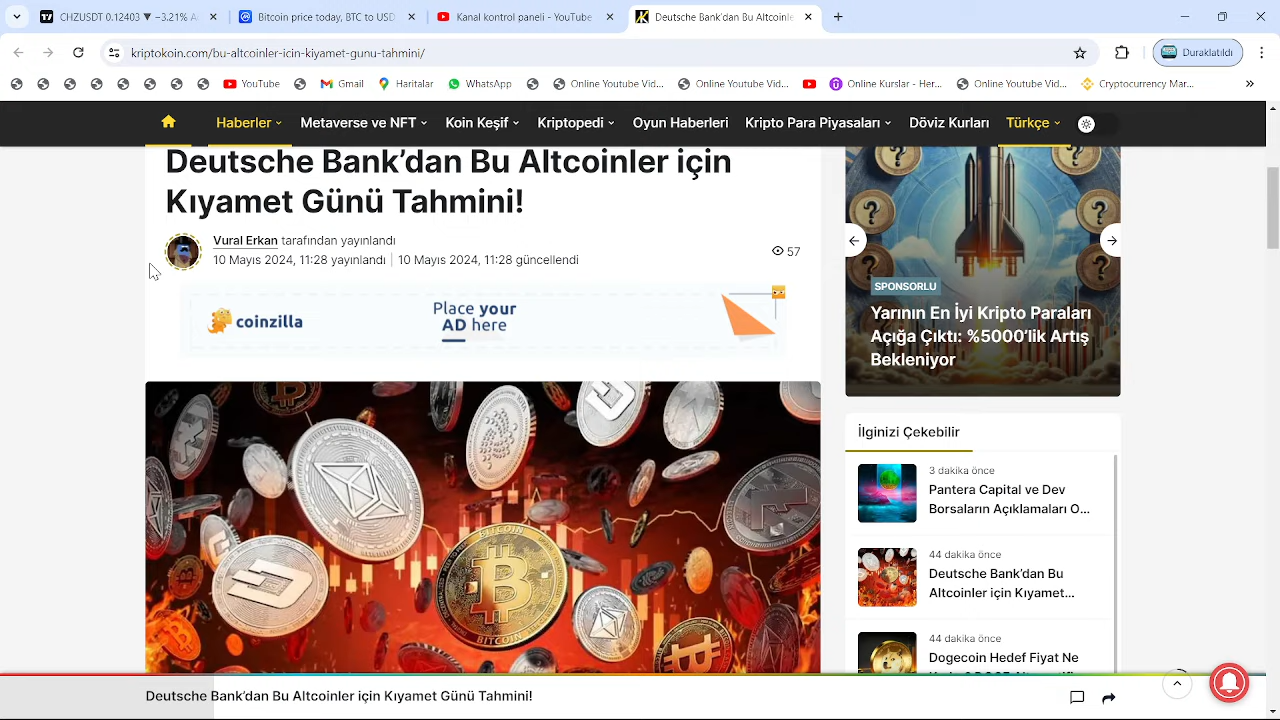 CHZUSDT 0.12403 ▼ −3.21% A
Bitcoin price today, BTC to USD
Kanal kontrol paneli - YouTube
Deutsche Bank’dan Bu Altcoinle
kriptokoin.com/bu-altcoinler-icin-kiyamet-gunu-tahmini/
Duraklatıldı
YouTube
Gmail
Haritalar
WhatsApp
Online Youtube Vid...
Online Youtube Vid...
Online Kurslar - Her...
Online Youtube Vid...
Cryptocurrency Mar...
Haberler
Metaverse ve NFT
Koin Keşif
Kriptopedi
Oyun Haberleri
Kripto Para Piyasaları
Döviz Kurları
Türkçe
Deutsche Bank’dan Bu Altcoinler için
Kıyamet Günü Tahmini!
Vural Erkan tarafından yayınlandı
10 Mayıs 2024, 11:28 yayınlandı | 10 Mayıs 2024, 11:28 güncellendi
57
coinzilla
Place your
AD here
BITCOIN
BITCOIN
SPONSORLU
Yarının En İyi Kripto Paraları
Açığa Çıktı: %5000’lik Artış
Bekleniyor
İlginizi Çekebilir
3 dakika önce
Pantera Capital ve Dev
Borsaların Açıklamaları O...
44 dakika önce
Deutsche Bank’dan Bu
Altcoinler için Kıyamet...
44 dakika önce
Dogecoin Hedef Fiyat Ne
Deutsche Bank’dan Bu Altcoinler için Kıyamet Günü Tahmini!